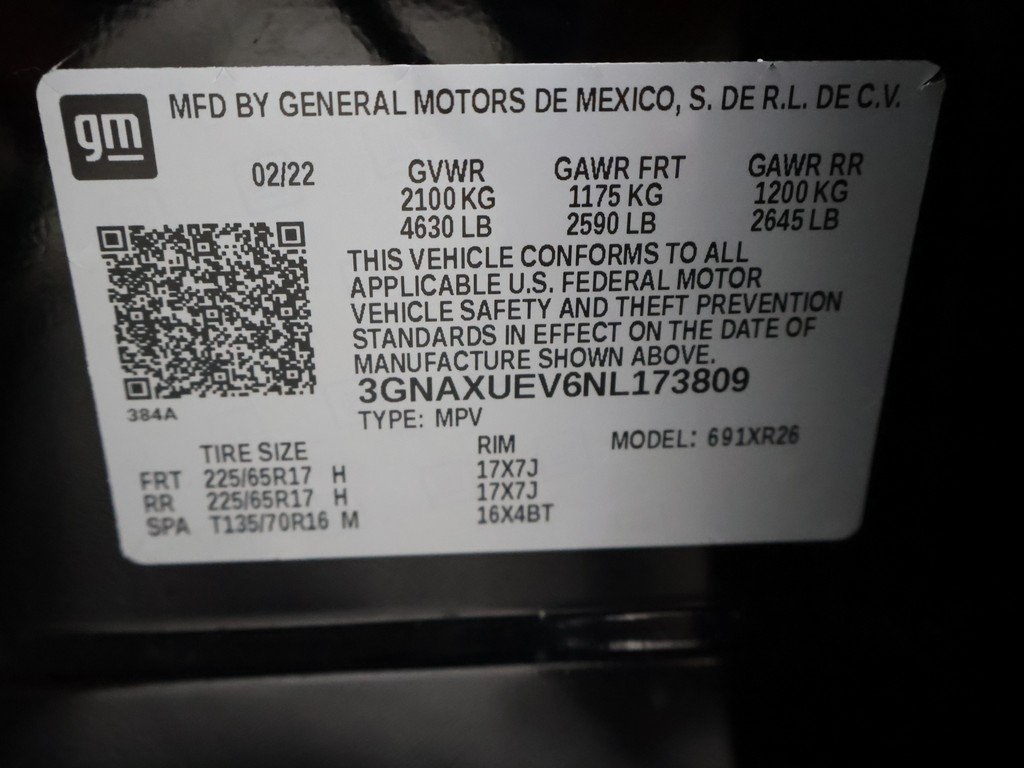 gm
MFD BY GENERAL MOTORS DE MEXICO, S. DE R.L. DE C.V.
02/22 GVWR GAWR FRT GAWR RR
2100 KG 1175 KG 1200 KG
4630 LB 2590 LB 2645 LB
THIS VEHICLE CONFORMS TO ALL
APPLICABLE U.S. FEDERAL MOTOR
VEHICLE SAFETY AND THEFT PREVENTION
STANDARDS IN EFFECT ON THE DATE OF
MANUFACTURE SHOWN ABOVE.
3GNAXUEV6NL173809
384A
TYPE: MPV
TIRE SIZE RIM MODEL: 691XR26
FRT 225/65R17 H 17X7J
RR 225/65R17 H 17X7J
SPA T135/70R16 M 16X4BT